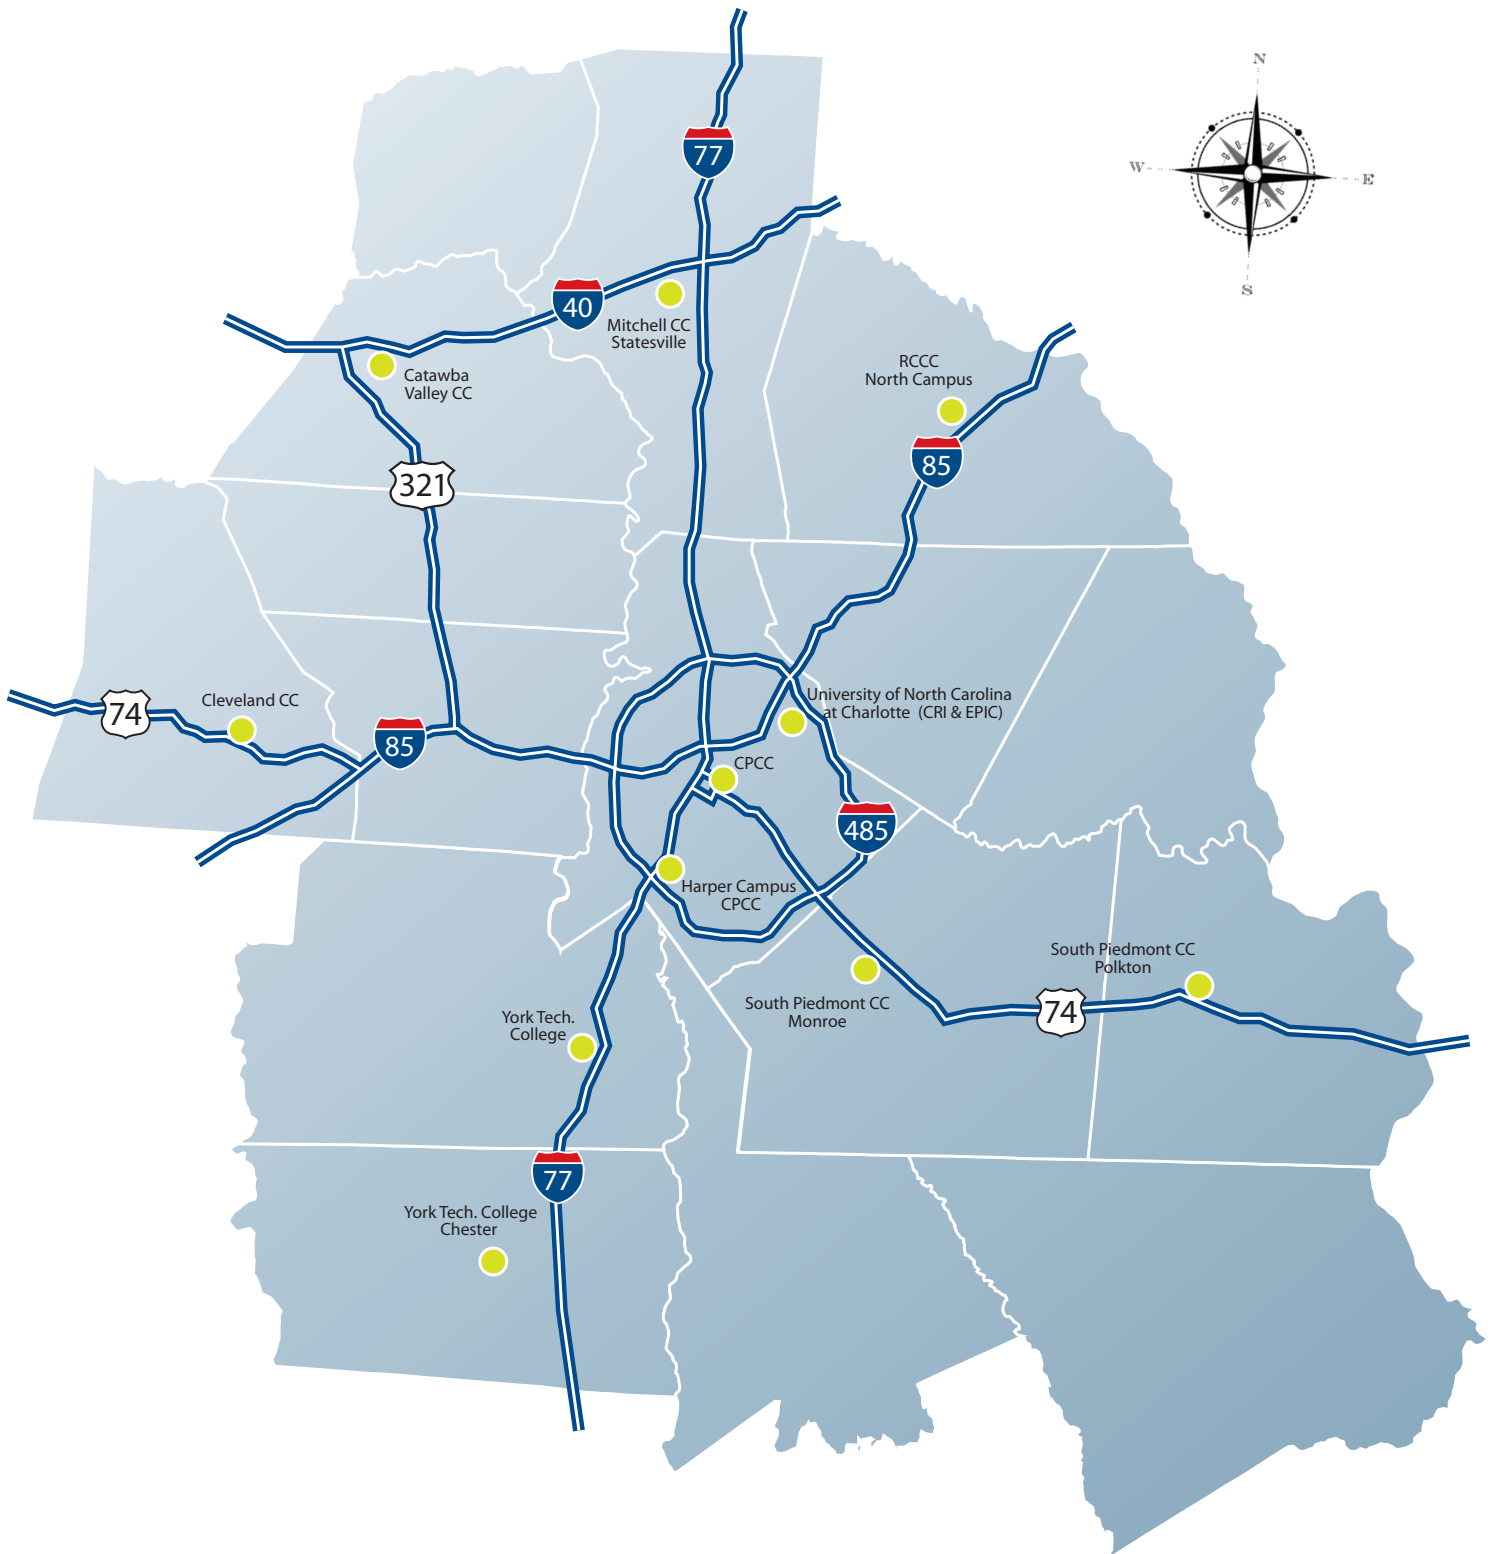 N
77
W
E
S
40
Mitchell CC
Statesville
RCCC
North Campus
Catawba
Valley CC
85
321
Cleveland CC
University of North Carolina
at Charlotte  (CRI & EPIC)
74
85
CPCC
485
Harper Campus
CPCC
South Piedmont CC
Polkton
South Piedmont CC
Monroe
74
York Tech.
College
77
York Tech. College
Chester